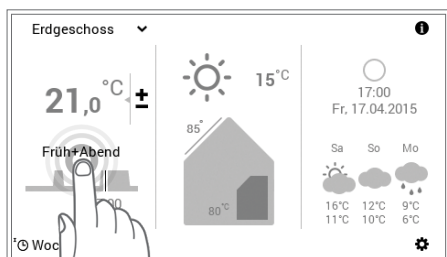 Erdgeschoss
21,0 °C ±
Früh+Abend
00
Woc
15°C
85°
80°C
17:00
Fr, 17.04.2015
Sa So Mo
16°C 12°C 9°C
11°C 10°C 6°C